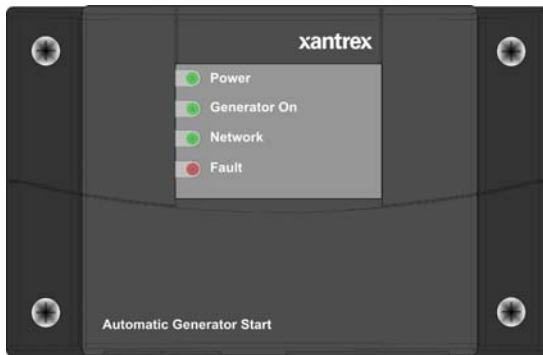 xantrex
Power
Generator On
Network
Fault
Automatic Generator Start